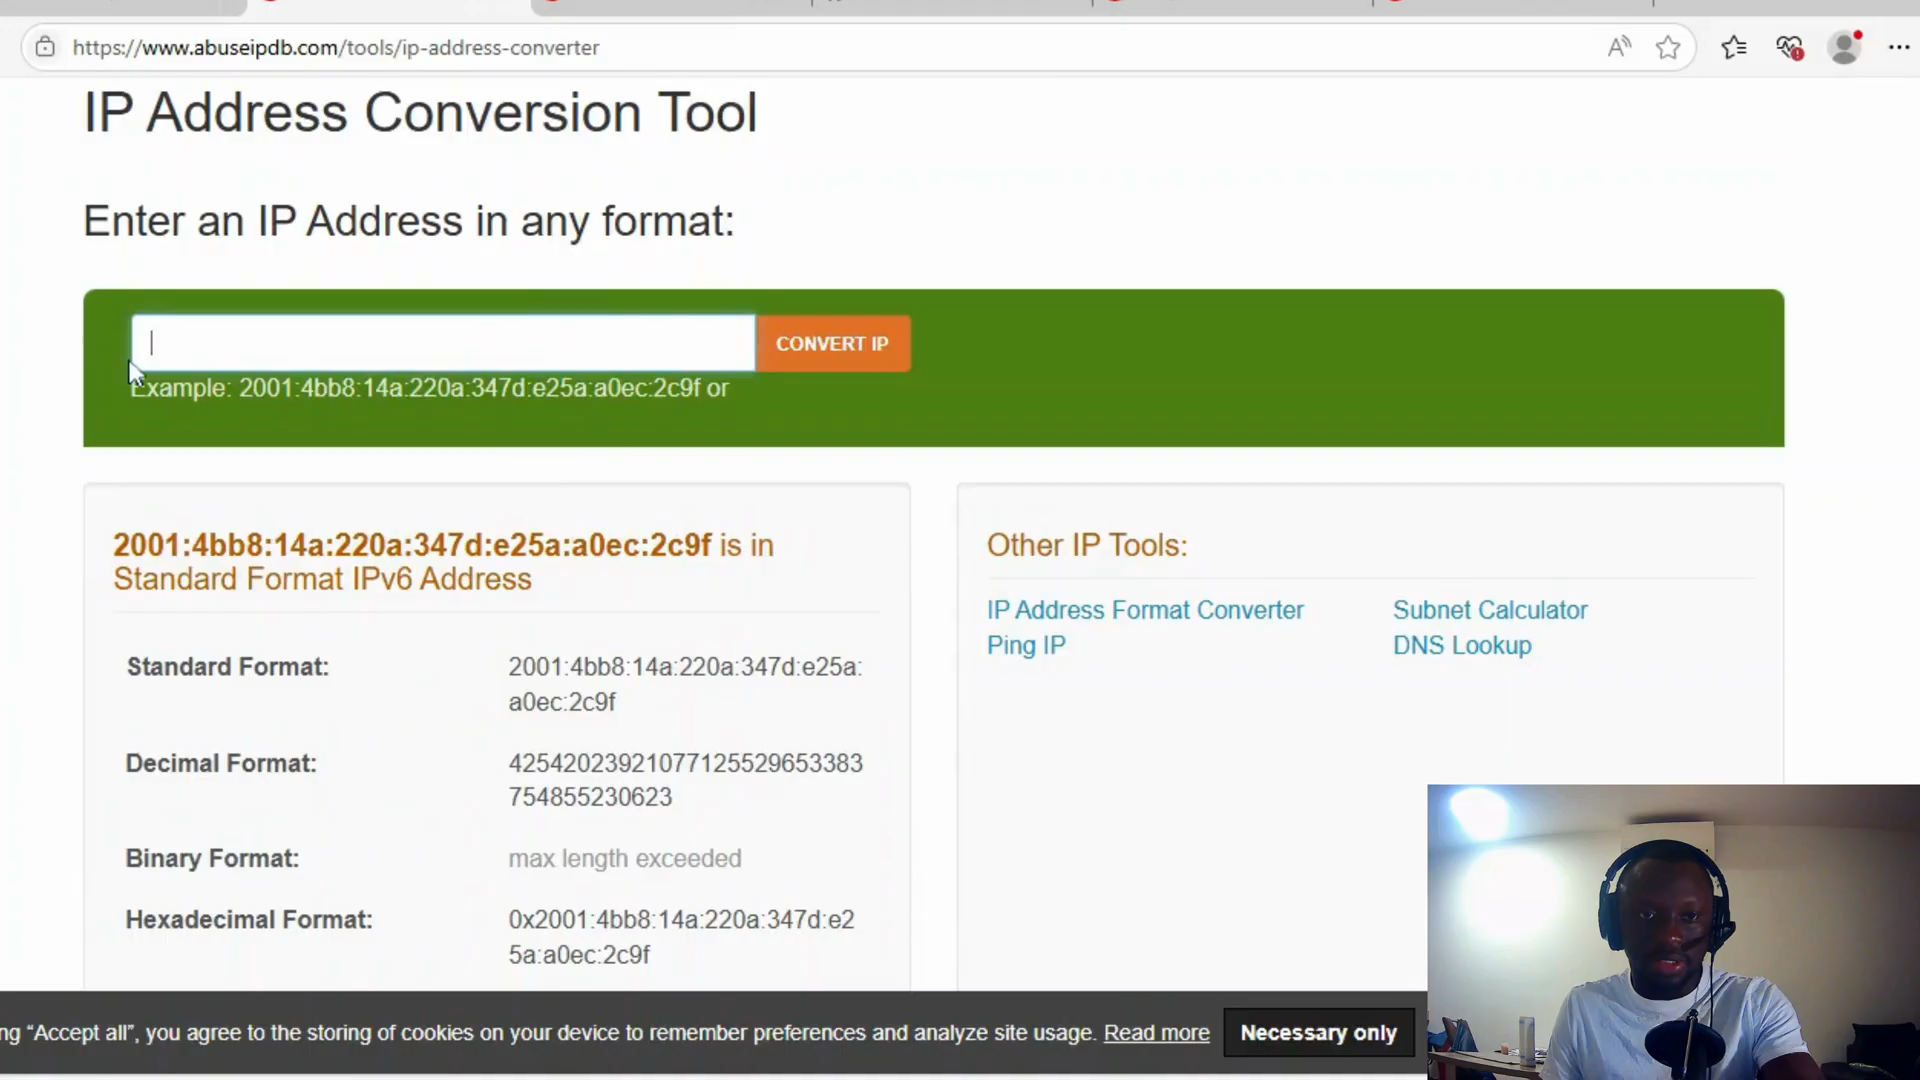 https://www.abuseipdb.com/tools/ip-address-converter
IP Address Conversion Tool
Enter an IP Address in any format:
CONVERT IP
Example: 2001:4bb8:14a:220a:347d:e25a:a0ec:2c9f or
2001:4bb8:14a:220a:347d:e25a:a0ec:2c9f is in
Standard Format IPv6 Address
Standard Format:
2001:4bb8:14a:220a:347d:e25a:
a0ec:2c9f
Decimal Format:
42542023921077125529653383
754855230623
Binary Format:
max length exceeded
Hexadecimal Format:
0x2001:4bb8:14a:220a:347d:e2
5a:a0ec:2c9f
Other IP Tools:
IP Address Format Converter
Subnet Calculator
Ping IP
DNS Lookup
ng “Accept all”, you agree to the storing of cookies on your device to remember preferences and analyze site usage. Read more
Necessary only